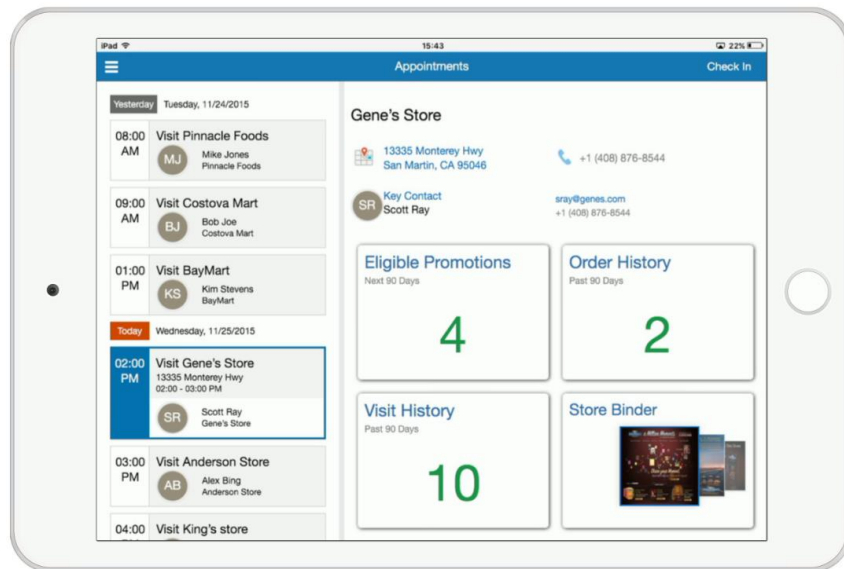 iPad
15:43
22%
Appointments
Check In
Yesterday Tuesday, 11/24/2015
08:00 AM
Visit Pinnacle Foods
MJ
Mike Jones
Pinnacle Foods
09:00 AM
Visit Costova Mart
BJ
Bob Joe
Costova Mart
01:00 PM
Visit BayMart
KS
Kim Stevens
BayMart
Today Wednesday, 11/25/2015
02:00 PM
Visit Gene's Store
13335 Monterey Hwy
02:00 - 03:00 PM
SR
Scott Ray
Gene's Store
03:00 PM
Visit Anderson Store
AB
Alex Bing
Anderson Store
04:00
Visit King's store
Gene's Store
13335 Monterey Hwy
San Martin, CA 95046
+1 (408) 876-8544
SR
Key Contact
Scott Ray
sray@genes.com
+1 (408) 876-8544
Eligible Promotions
Next 90 Days
4
Order History
Past 90 Days
2
Visit History
Past 90 Days
10
Store Binder